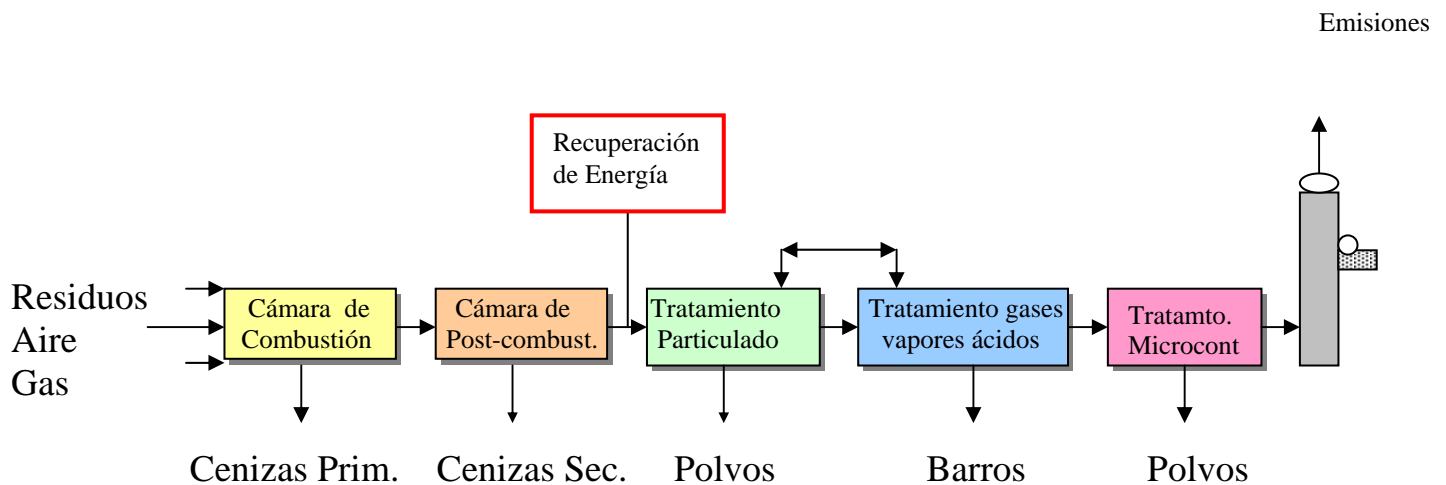 Emisiones
Recuperación
de Energía
Residuos
Aire
Gas
Cámara de
Combustión
Cámara de
Post-combust.
Tratamiento
Particulado
Tratamiento gases
vapores ácidos
Tratamto.
Microcont
Cenizas Prim.
Cenizas Sec.
Polvos
Barros
Polvos